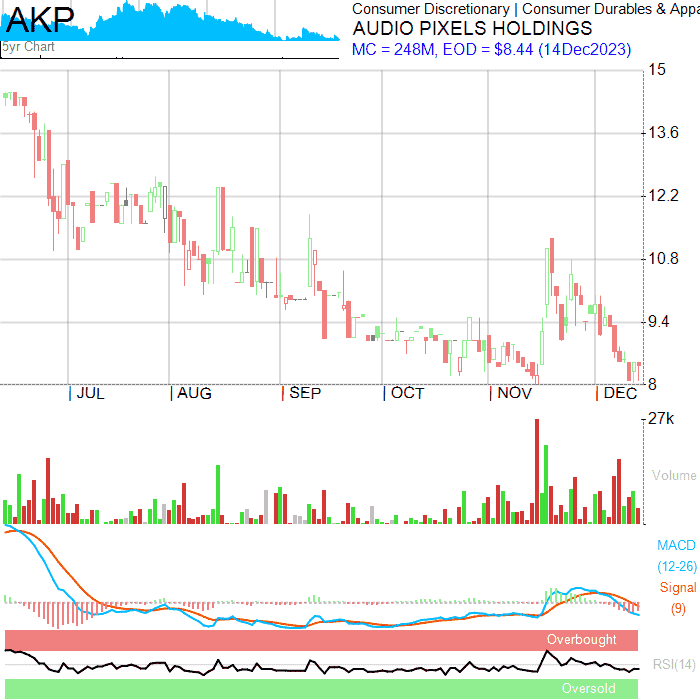 AKP
5yr Chart
Consumer Discretionary | Consumer Durables & Appa
AUDIO PIXELS HOLDINGS
MC = 248M, EOD = $8.44 (14Dec2023)
15
13.6
12.2
10.8
9.4
8
JUL AUG SEP OCT NOV DEC
27k
Volume
MACD
(12-26)
Signal
(9)
Overbought
RSI(14)
Oversold